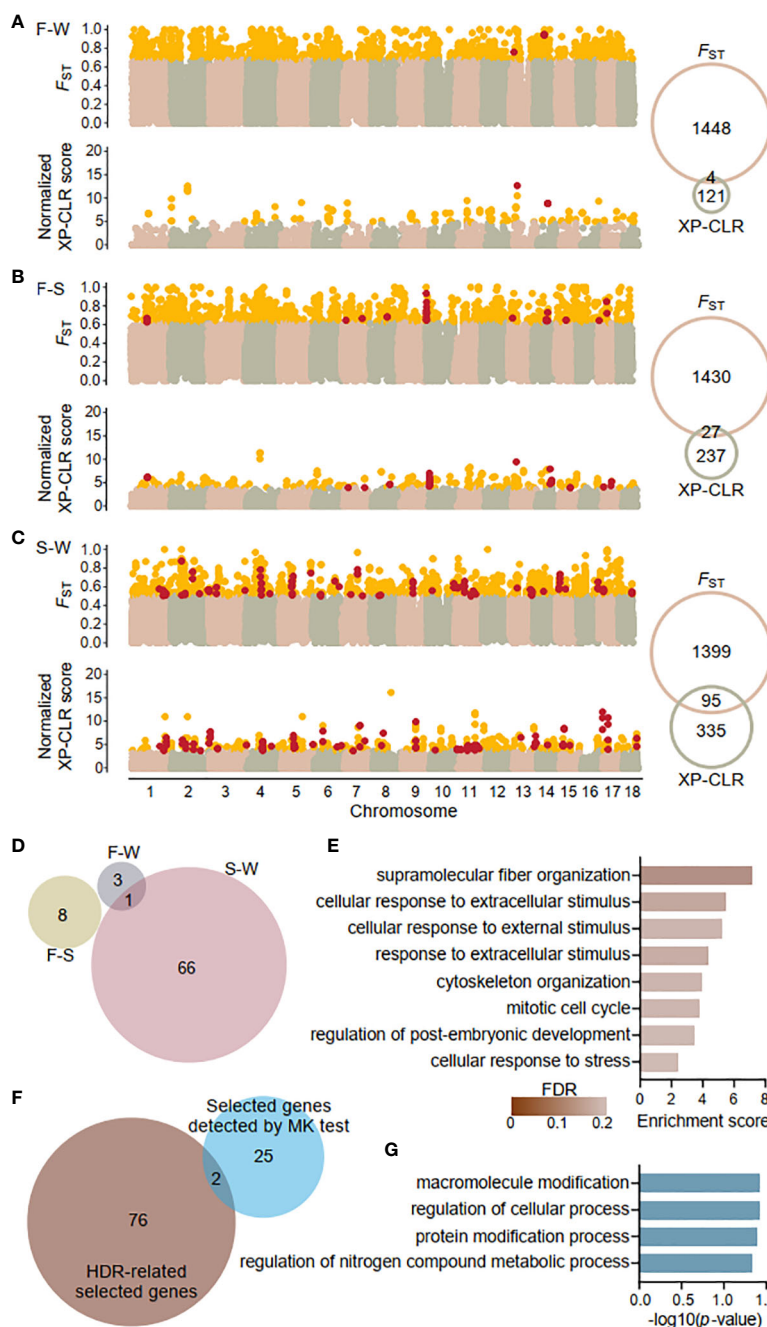 A
F-W
FST
1.0
0.8
0.6
0.4
0.2
0.0
Normalized
XP-CLR score
20
15
10
5
0
FST
1448
4
121
XP-CLR
B
F-S
FST
1.0
0.8
0.6
0.4
0.2
0.0
Normalized
XP-CLR score
20
15
10
5
0
FST
1430
27
237
XP-CLR
C
S-W
FST
1.0
0.8
0.6
0.4
0.2
0.0
Normalized
XP-CLR score
20
15
10
5
0
1 2 3 4 5 6 7 8 9 10 11 12 13 14 15 16 17 18
Chromosome
FST
1399
95
335
XP-CLR
D
F-W
S-W
3
1
8
F-S
66
E
supramolecular fiber organization
cellular response to extracellular stimulus
cellular response to external stimulus
response to extracellular stimulus
cytoskeleton organization
mitotic cell cycle
regulation of post-embryonic development
cellular response to stress
FDR
0 0.1 0.2
0 2 4 6 8
Enrichment score
F
Selected genes
detected by MK test
25
2
76
HDR-related
selected genes
G
macromolecule modification
regulation of cellular process
protein modification process
regulation of nitrogen compound metabolic process
0.0 0.5 1.0 1.
-log10(p-value)